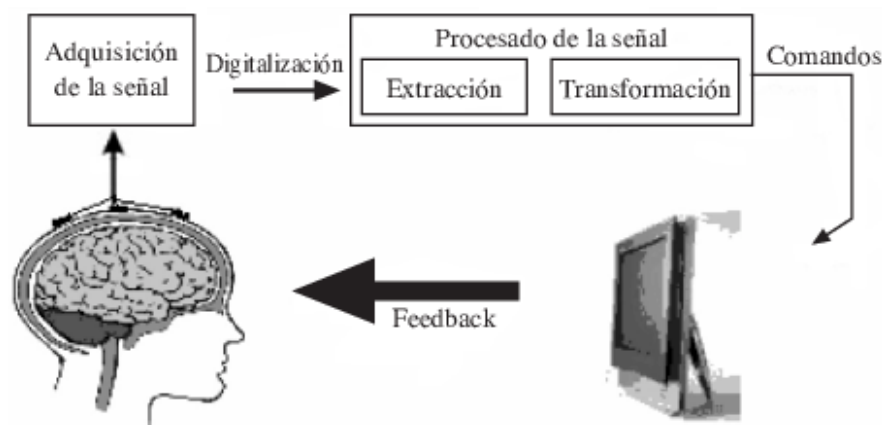 Adquisición
de la señal
Digitalización
Procesado de la señal
Extracción
Transformación
Comandos
Feedback